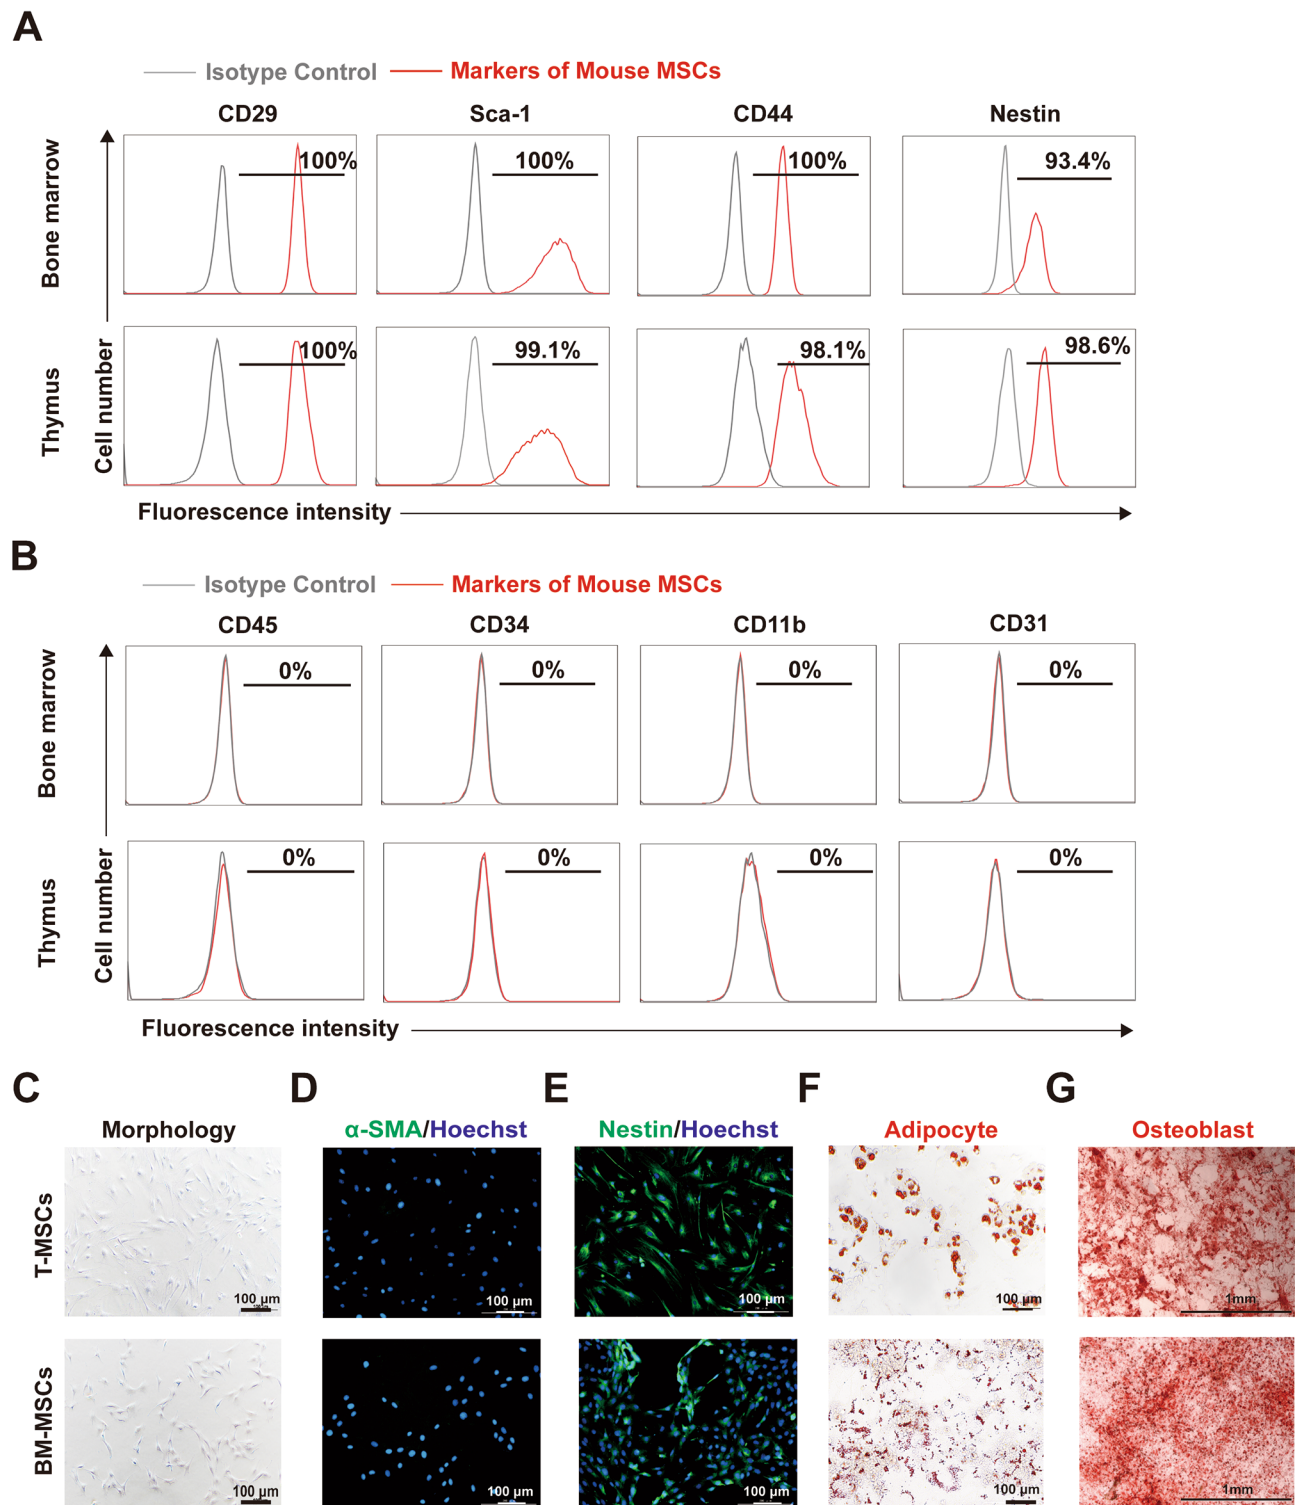 A
Isotype Control Markers of Mouse MSCs
CD29 Sca-1 CD44 Nestin
Bone marrow
100% 100% 100% 93.4%
Thymus
Cell number
100% 99.1% 98.1% 98.6%
Fluorescence intensity
B
Isotype Control Markers of Mouse MSCs
CD45 CD34 CD11b CD31
Bone marrow
0% 0% 0% 0%
Thymus
Cell number
0% 0% 0% 0%
Fluorescence intensity
C D E F G
Morphology α-SMA/Hoechst Nestin/Hoechst Adipocyte Osteoblast
T-MSCs
100 μm 100 μm 100 μm 100 μm 1mm
BM-MSCs
100 μm 100 μm 100 μm 100 μm 1mm